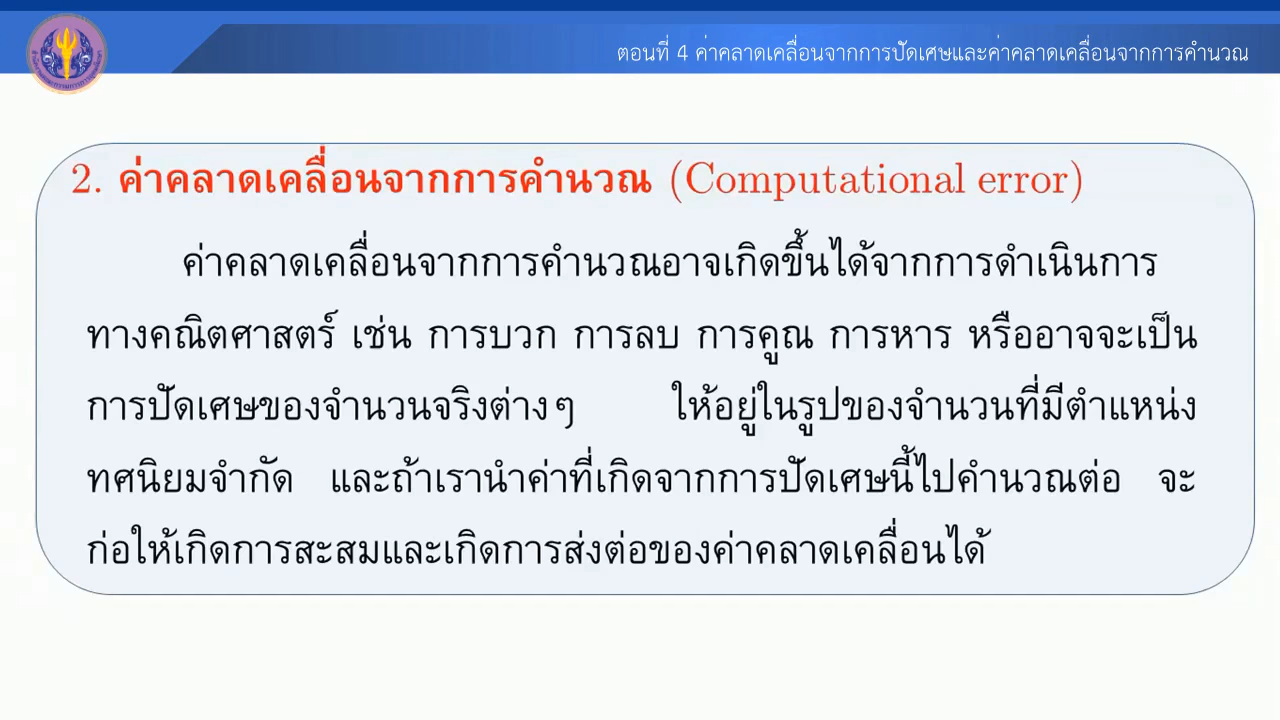 ตอนที่ 4 ค่าคลาดเคลื่อนจากการปัดเศษและค่าคลาดเคลื่อนจากการคำนวณ
2. ค่าคลาดเคลื่อนจากการคำนวณ (Computational error)
ค่าคลาดเคลื่อนจากการคำนวณอาจเกิดขึ้นได้จากการดำเนินการ
ทางคณิตศาสตร์ เช่น การบวก การลบ การคูณ การหาร หรืออาจจะเป็น
การปัดเศษของจำนวนจริงต่างๆ ให้อยู่ในรูปของจำนวนที่มีตำแหน่ง
ทศนิยมจำกัด และถ้าเรานำค่าที่เกิดจากการปัดเศษนี้ไปคำนวณต่อ จะ
ก่อให้เกิดการสะสมและเกิดการส่งต่อของค่าคลาดเคลื่อนได้